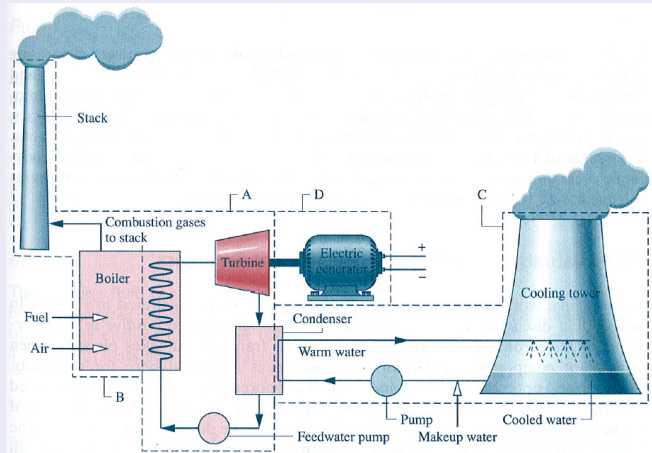 Stack
A
D
C
Combustion gases
to stack
+
Turbine
Electric
generator
−
Boiler
Cooling tower
Fuel
Condenser
Air
Warm water
B
Pump
Cooled water
Feedwater pump
Makeup water